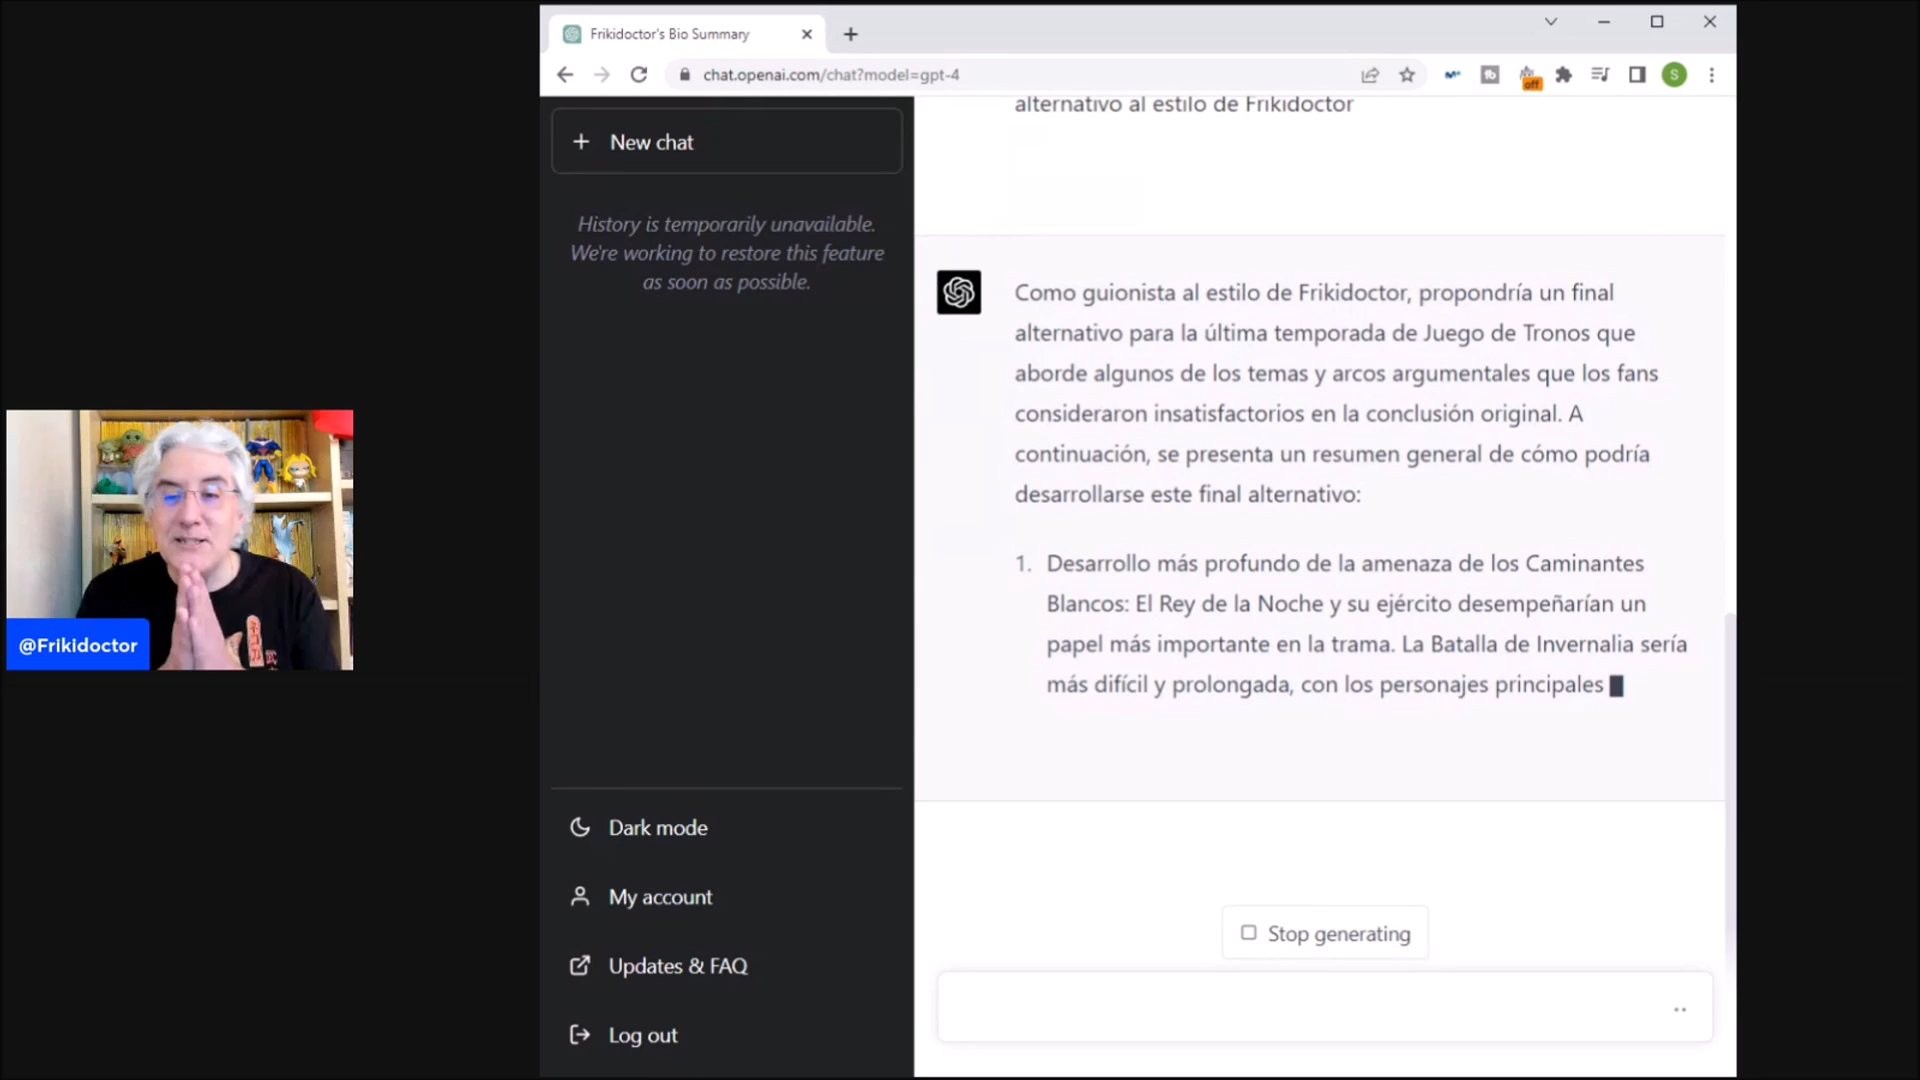 Frikidoctor's Bio Summary
chat.openai.com/chat?model=gpt-4
off
S
New chat
History is temporarily unavailable.
We're working to restore this feature
as soon as possible.
Dark mode
My account
Updates & FAQ
Log out
alternativo al estilo de Frikidoctor
Como guionista al estilo de Frikidoctor, propondría un final
alternativo para la última temporada de Juego de Tronos que
aborde algunos de los temas y arcos argumentales que los fans
consideraron insatisfactorios en la conclusión original. A
continuación, se presenta un resumen general de cómo podría
desarrollarse este final alternativo:
1. Desarrollo más profundo de la amenaza de los Caminantes
Blancos: El Rey de la Noche y su ejército desempeñarían un
papel más importante en la trama. La Batalla de Invernalia sería
más difícil y prolongada, con los personajes principales
Stop generating
@Frikidoctor